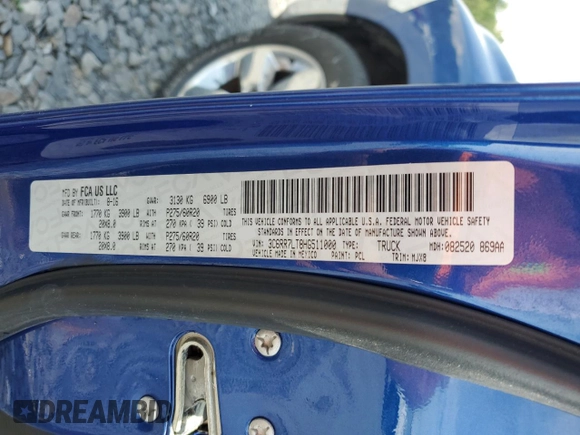 MFD BY FCA US LLC
DATE OF MFR(BUILT): 8-16 GVWR: 3130 KG 6900 LB
GAWR FRONT: 1770 KG 3900 LB WITH P275/60R20 TIRES
20X8.0 RIMS AT 270 KPA / 39 PSI COLD
GAWR REAR: 1770 KG 3900 LB WITH P275/60R20 TIRES
20X8.0 RIMS AT 270 KPA / 39 PSI COLD
THIS VEHICLE CONFORMS TO ALL APPLICABLE U.S.A. FEDERAL MOTOR VEHICLE SAFETY
STANDARDS IN EFFECT ON THE DATE OF MANUFACTURE SHOWN ABOVE.
VIN: 3C6RR7LT8HG511000 TYPE: TRUCK MDH: 082520 869AA
VEHICLE MADE IN MEXICO PAINT: PCL TRIM: MJX8
DREAMBID